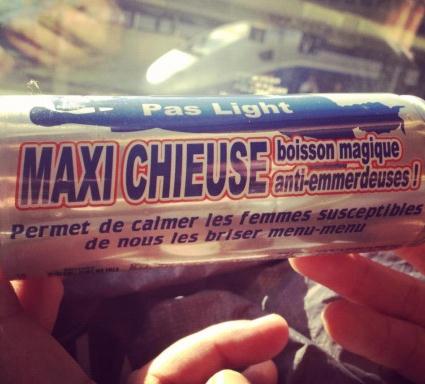 Pas Light
MAXI CHIEUSE
boisson magique
anti-emmerdeuses !
Permet de calmer les femmes susceptibles
de nous les briser menu-menu